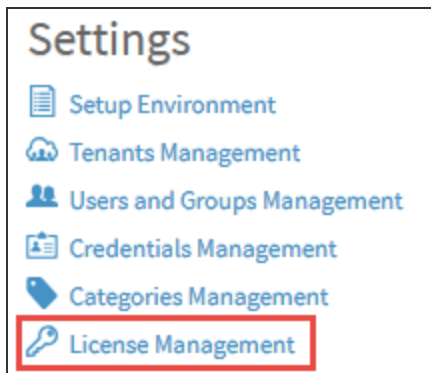 Settings
Setup Environment
Tenants Management
Users and Groups Management
Credentials Management
Categories Management
License Management